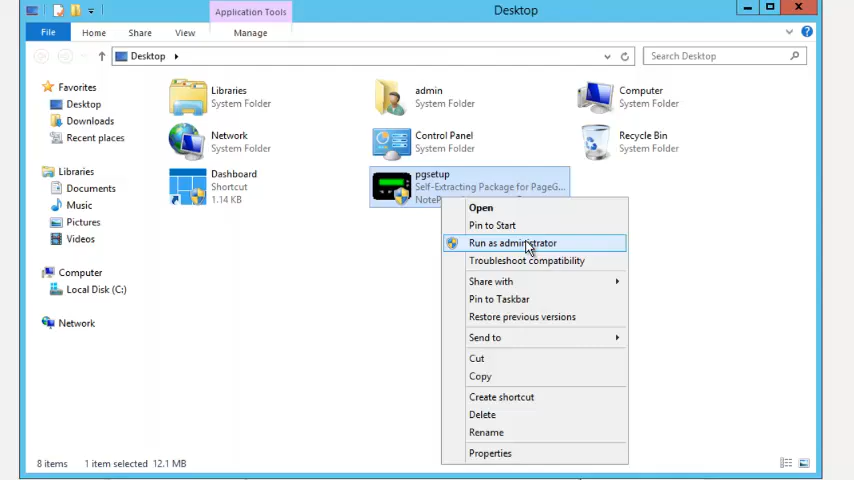 Application Tools
Desktop
File
Home
Share
View
Manage
Desktop
Search Desktop
Favorites
Desktop
Downloads
Recent places
Libraries
Documents
Music
Pictures
Videos
Computer
Local Disk (C:)
Network
Libraries
System Folder
admin
System Folder
Computer
System Folder
Network
System Folder
Control Panel
System Folder
Recycle Bin
System Folder
Dashboard
Shortcut
1.14 KB
pgsetup
Self-Extracting Package for PageG...
Open
Pin to Start
Run as administrator
Troubleshoot compatibility
Share with
Pin to Taskbar
Restore previous versions
Send to
Cut
Copy
Create shortcut
Delete
Rename
Properties
8 items 1 item selected 12.1 MB